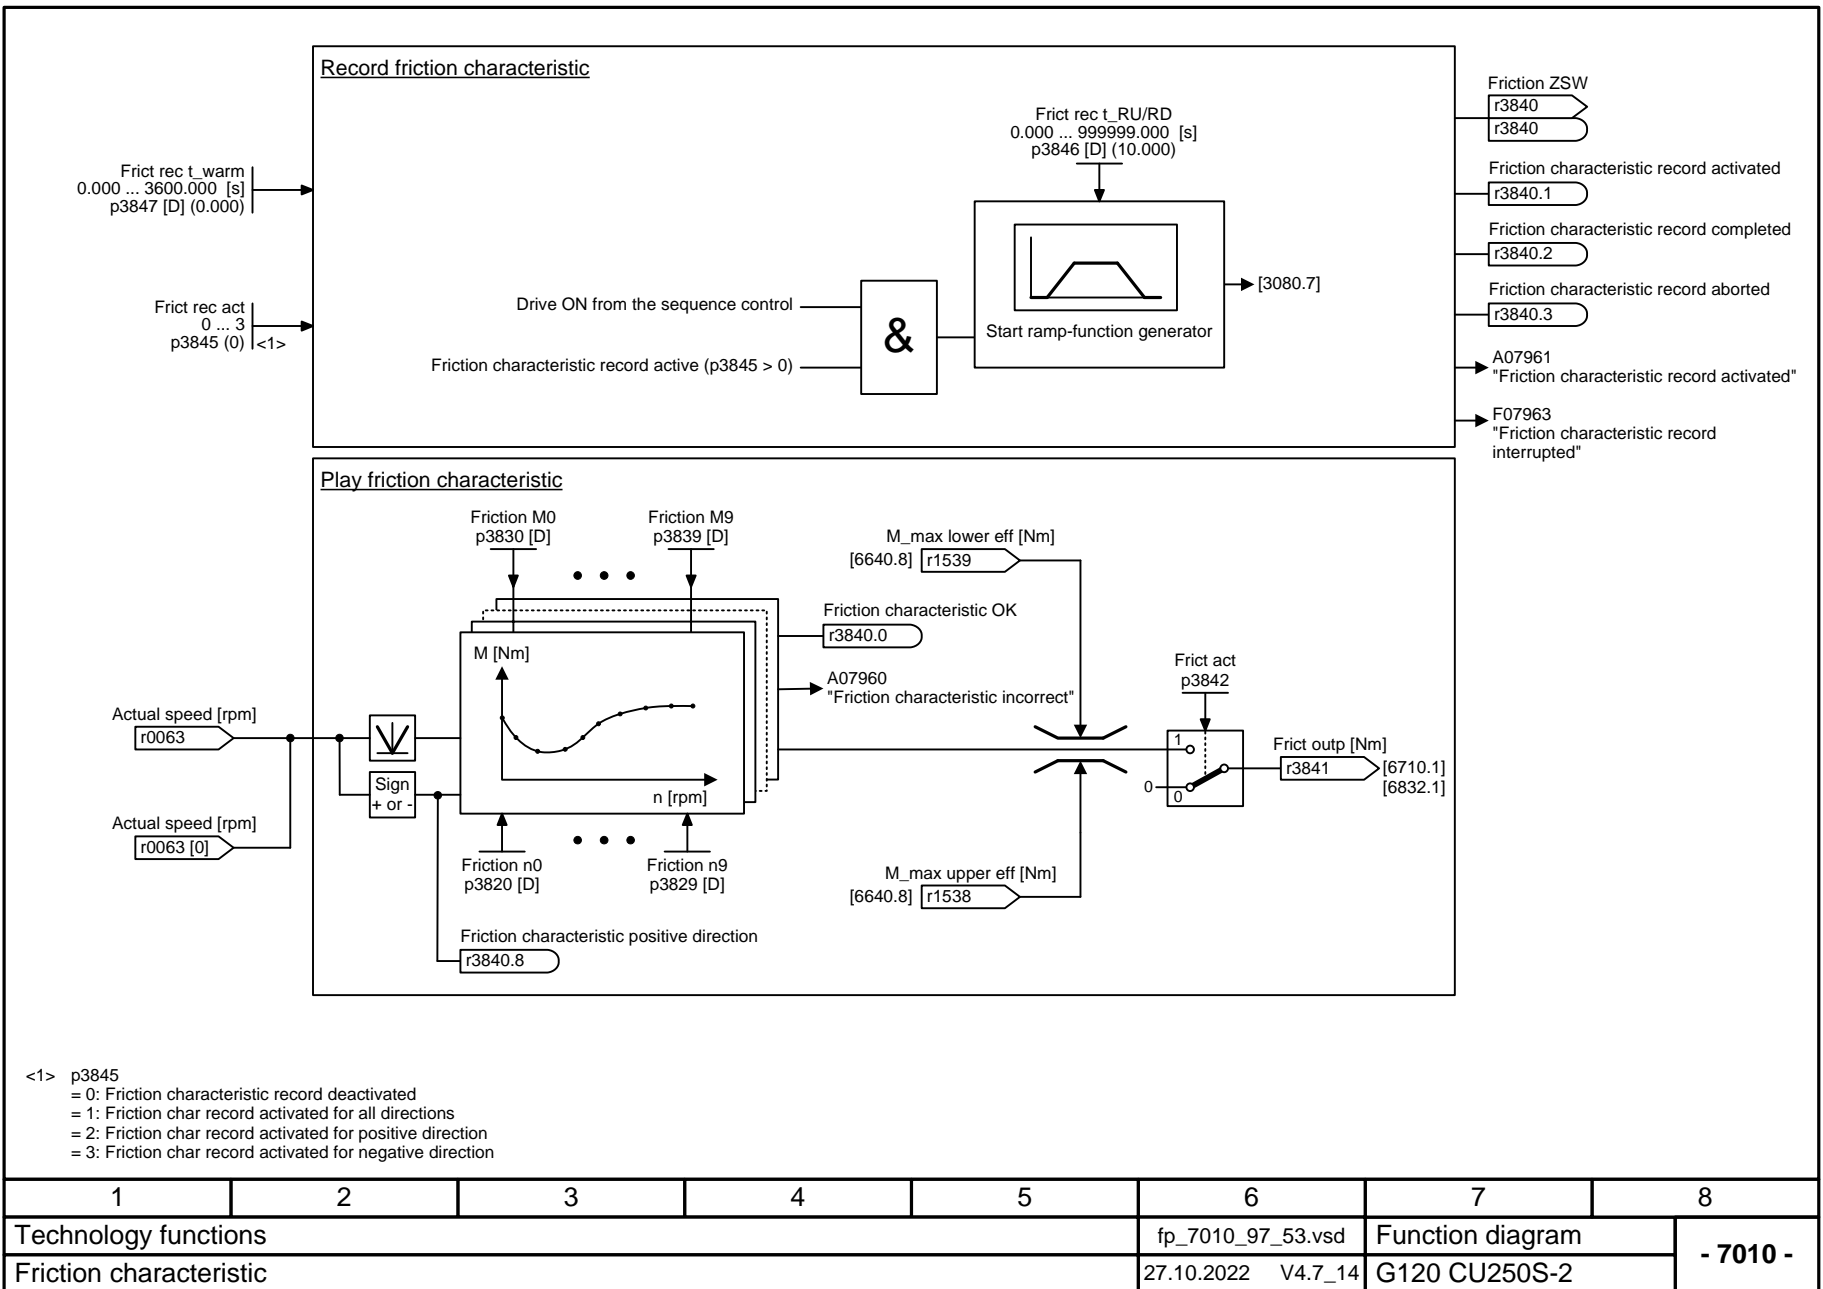 Record friction characteristic
Frict rec t_warm
0.000 ... 3600.000 [s]
p3847 [D] (0.000)
Frict rec act
0 ... 3
p3845 (0) <1>
Frict rec t_RU/RD
0.000 ... 999999.000 [s]
p3846 [D] (10.000)
Drive ON from the sequence control
Friction characteristic record active (p3845 > 0)
&
Start ramp-function generator
[3080.7]
Friction ZSW
r3840
r3840
Friction characteristic record activated
r3840.1
Friction characteristic record completed
r3840.2
Friction characteristic record aborted
r3840.3
A07961
"Friction characteristic record activated"
F07963
"Friction characteristic record
interrupted"
Play friction characteristic
Friction M0
p3830 [D]
Friction M9
p3839 [D]
M_max lower eff [Nm]
[6640.8] r1539
Friction characteristic OK
r3840.0
A07960
"Friction characteristic incorrect"
M [Nm]
n [rpm]
Actual speed [rpm]
r0063
Sign
+ or -
Actual speed [rpm]
r0063 [0]
Friction n0
p3820 [D]
Friction n9
p3829 [D]
M_max upper eff [Nm]
[6640.8] r1538
Friction characteristic positive direction
r3840.8
Frict act
p3842
1
0
0
Frict outp [Nm]
r3841
[6710.1]
[6832.1]
<1> p3845
= 0: Friction characteristic record deactivated
= 1: Friction char record activated for all directions
= 2: Friction char record activated for positive direction
= 3: Friction char record activated for negative direction
1 2 3 4 5 6 7 8
Technology functions
fp_7010_97_53.vsd
Function diagram
- 7010 -
Friction characteristic
27.10.2022 V4.7_14
G120 CU250S-2